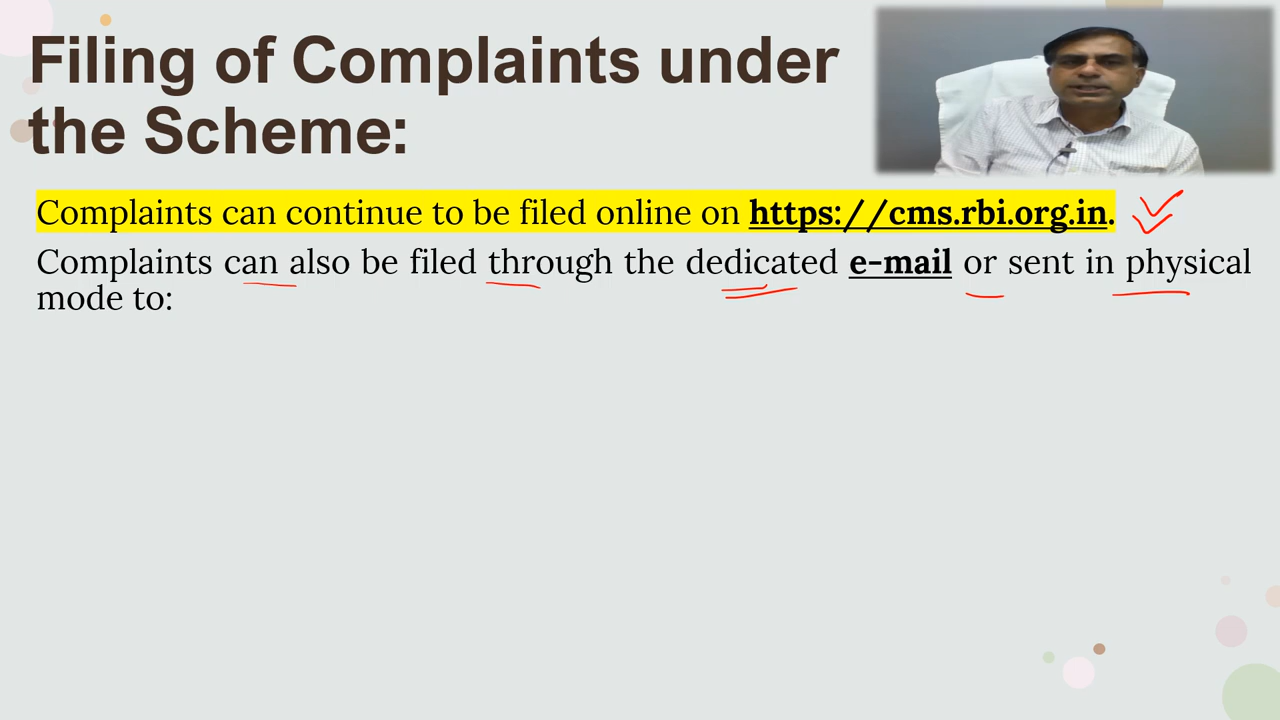 Filing of Complaints under
the Scheme:
Complaints can continue to be filed online on https://cms.rbi.org.in.
Complaints can also be filed through the dedicated e-mail or sent in physical
mode to: